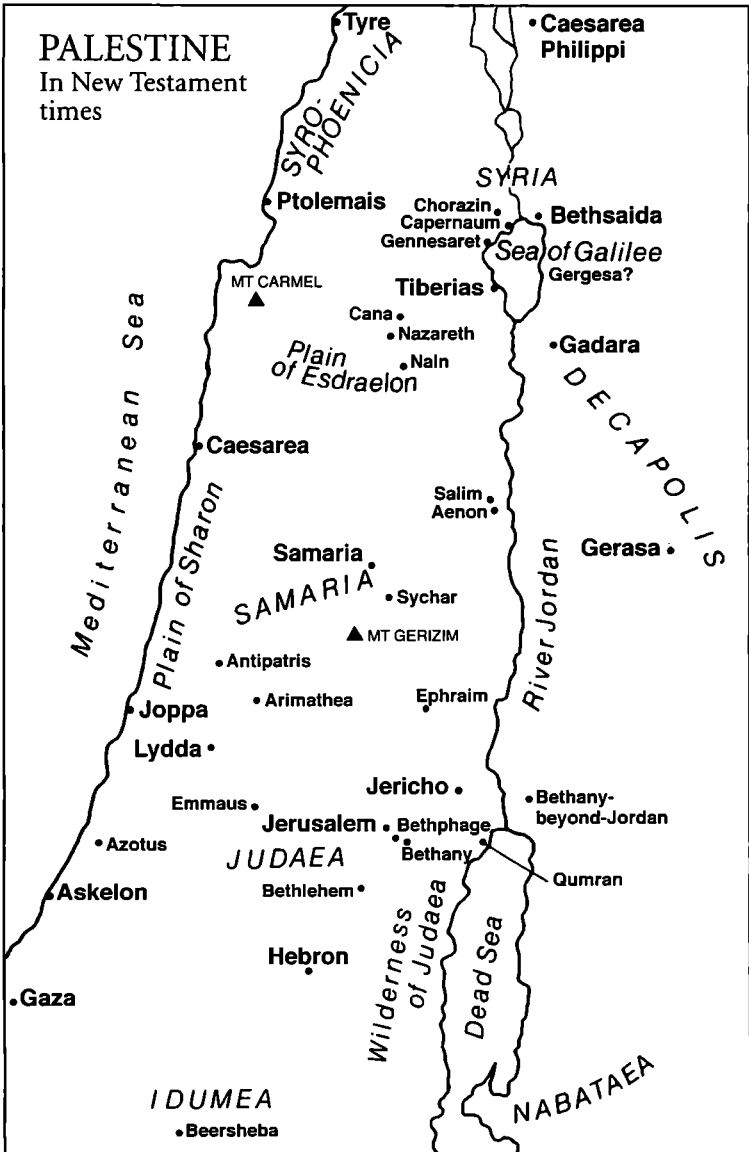 PALESTINE
In New Testament
times
Tyre
Caesarea
Philippi
SYRO-
PHOENICIA
SYRIA
Ptolemais
Chorazin
Capernaum
Bethsaida
Gennesaret
Sea of Galilee
Gergesa?
MT CARMEL
Tiberias
Cana
Nazareth
Plain
of Esdraelon
Nain
Gadara
DECAPOLIS
Mediterranean Sea
Caesarea
Plain of Sharon
Salim
Aenon
Gerasa
Samaria
SAMARIA
Sychar
River Jordan
MT GERIZIM
Antipatris
Arimathea
Ephraim
Joppa
Lydda
Jericho
Emmaus
Bethany-
beyond-Jordan
Jerusalem
Bethphage
Azotus
JUDAEA
Bethany
Qumran
Askelon
Bethlehem
Wilderness
of Judaea
Dead Sea
Hebron
Gaza
IDUMEA
NABATAEA
Beersheba